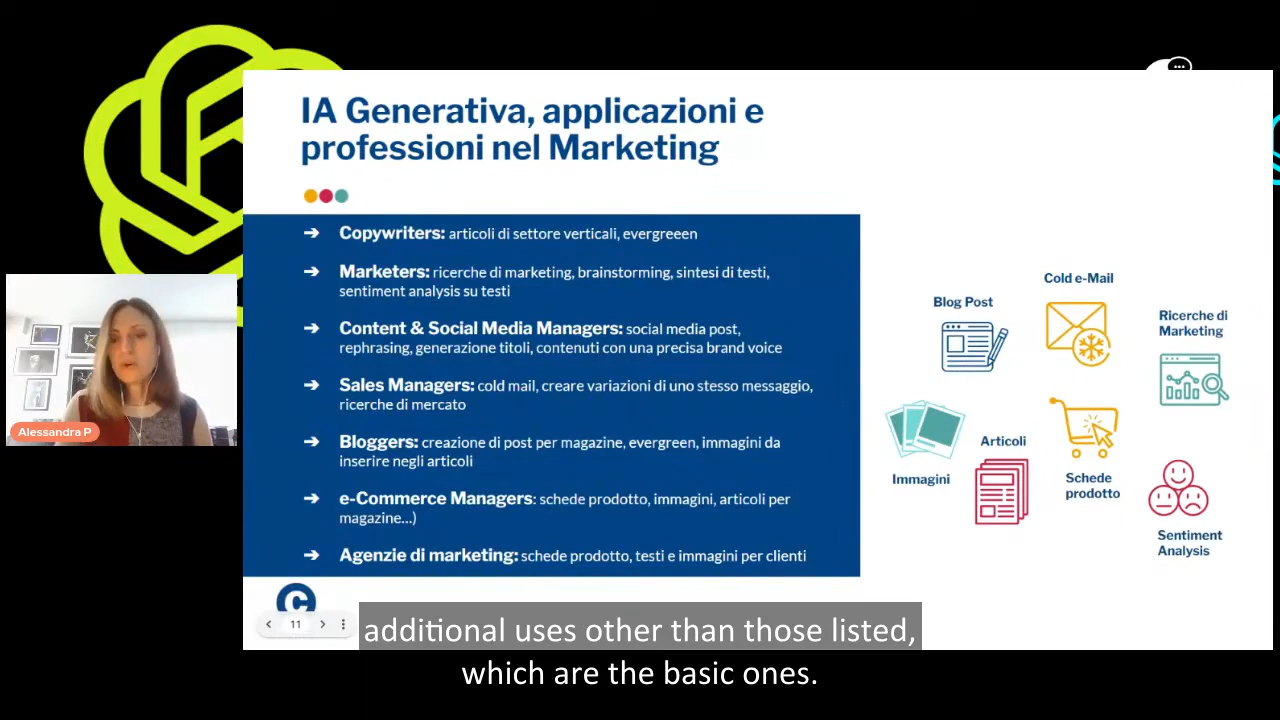 IA Generativa, applicazioni e
professioni nel Marketing
➔ Copywriters: articoli di settore verticali, evergreeen
➔ Marketers: ricerche di marketing, brainstorming, sintesi di testi,
sentiment analysis su testi
➔ Content & Social Media Managers: social media post,
rephrasing, generazione titoli, contenuti con una precisa brand voice
➔ Sales Managers: cold mail, creare variazioni di uno stesso messaggio,
ricerche di mercato
➔ Bloggers: creazione di post per magazine, evergreen, immagini da
inserire negli articoli
➔ e-Commerce Managers: schede prodotto, immagini, articoli per
magazine...)
➔ Agenzie di marketing: schede prodotto, testi e immagini per clienti
Cold e-Mail
Blog Post
Ricerche di
Marketing
Articoli
Immagini
Schede
prodotto
Sentiment
Analysis
Alessandra P
C
11
additional uses other than those listed,
which are the basic ones.